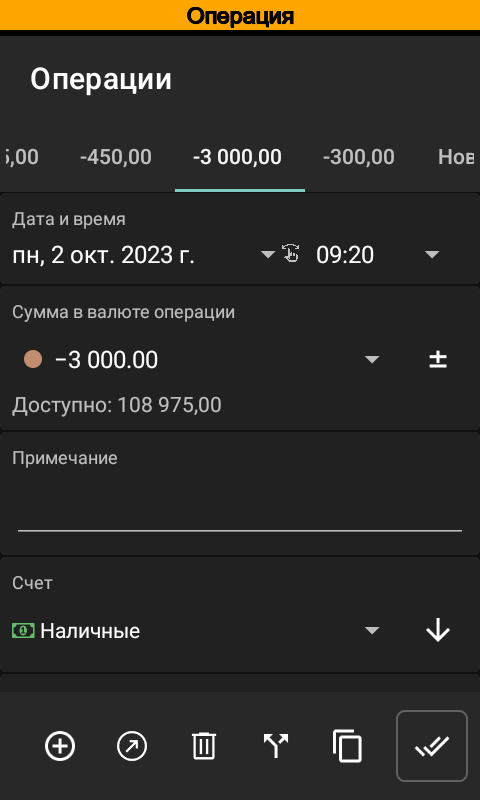 Операция
Операции
5,00 -450,00 -3 000,00 -300,00 Нов
Дата и время
пн, 2 окт. 2023 г. 09:20
Сумма в валюте операции
−3 000.00 ±
Доступно: 108 975,00
Примечание
Счет
Наличные